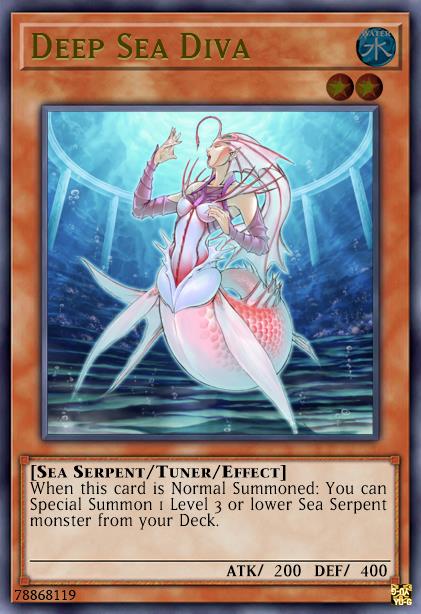 Deep Sea Diva
WATER
水
[Sea Serpent/Tuner/Effect]
When this card is Normal Summoned: You can
Special Summon 1 Level 3 or lower Sea Serpent
monster from your Deck.
ATK/ 200 DEF/ 400
78868119